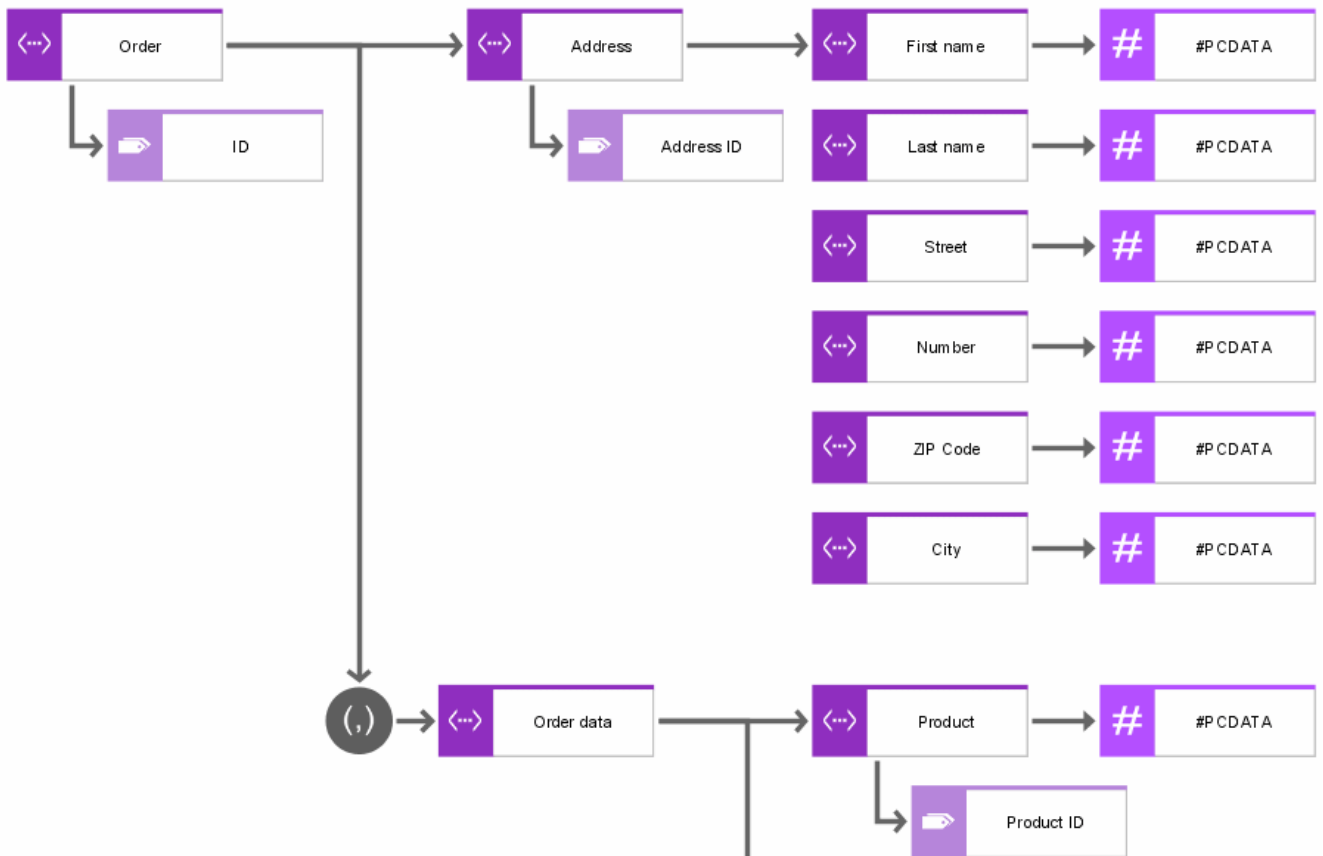 Order
Address
First name
# #PCDATA
ID
Address ID
Last name
# #PCDATA
Street
# #PCDATA
Number
# #PCDATA
ZIP Code
# #PCDATA
City
# #PCDATA
(,)
Order data
Product
# #PCDATA
Product ID